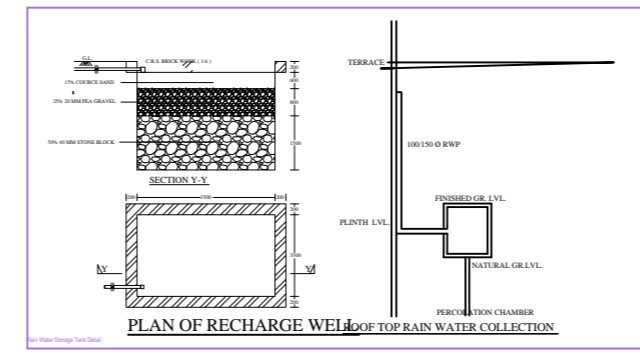 G.L.
C.R.S. BRICK WORK ( 1:6 )
200
15% COURCE SAND
600
25% 20 MM PEA GRAVEL
800
50% 40 MM STONE BLOCK
1500
SECTION Y-Y
200
200
200
Y
Y
200
PLAN OF RECHARGE WELL
TERRACE
100/150 Ø RWP
FINISHED GR. LVL.
PLINTH LVL.
NATURAL GR.LVL.
PERCOLATION CHAMBER
ROOF TOP RAIN WATER COLLECTION
Rain Water Storage Tank Detail